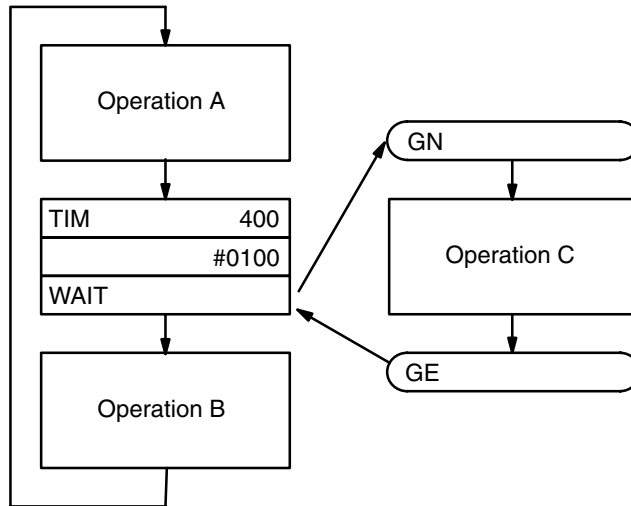 Operation A
TIM 400
#0100
WAIT
Operation B
GN
Operation C
GE